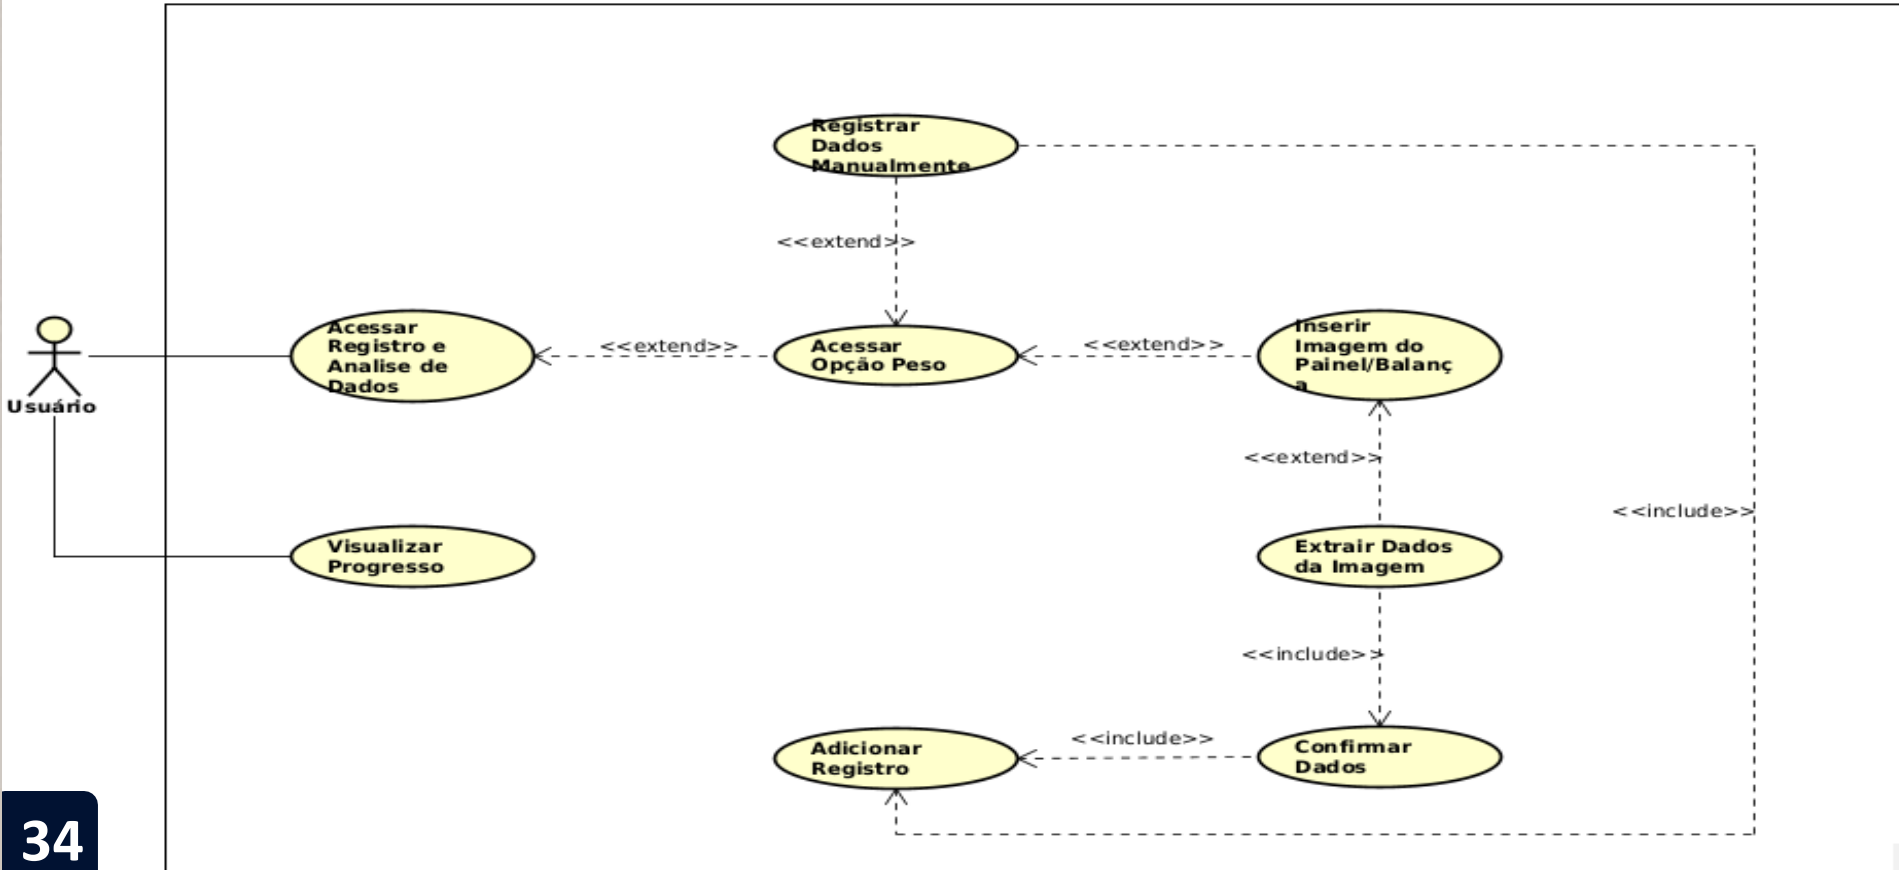 Registrar
Dados
Manualmente
<<extend>>
Usuário
Acessar
Registro e
Analise de
Dados
<<extend>>
Acessar
Opção Peso
<<extend>>
Inserir
Imagem do
Painel/Balanç
a
<<extend>>
<<include>>
Visualizar
Progresso
Extrair Dados
da Imagem
<<include>>
Adicionar
Registro
<<include>>
Confirmar
Dados
34